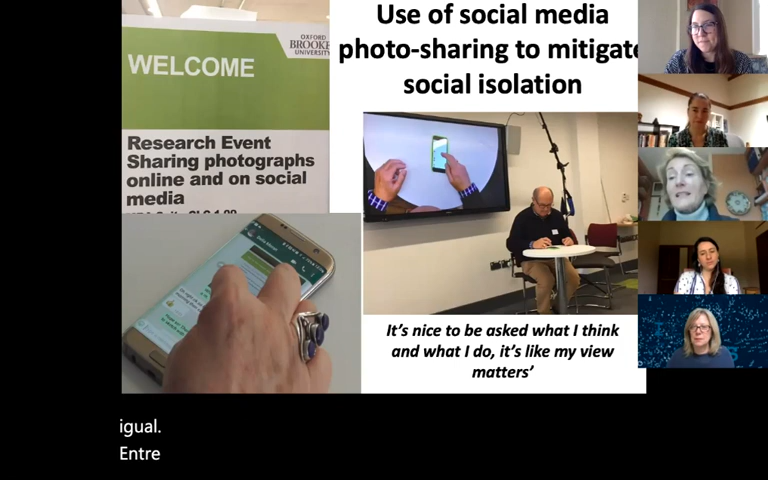 OXFORD
BROOKES
UNIVERSITY
WELCOME
Research Event
Sharing photographs
online and on social
media
Use of social media
photo-sharing to mitigate
social isolation
It's nice to be asked what I think
and what I do, it's like my view
matters'
igual.
Entre